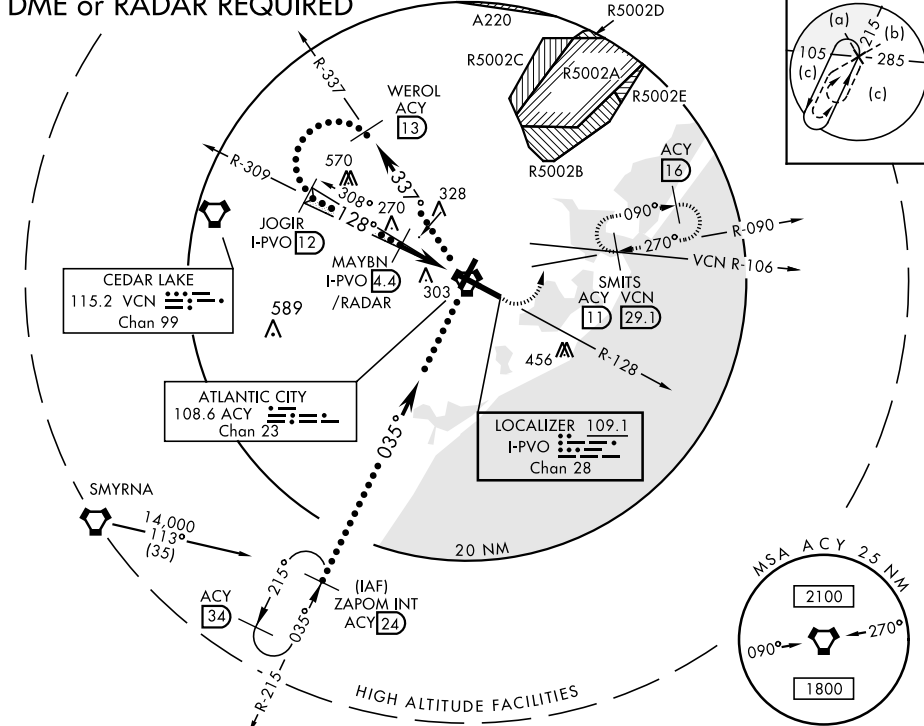 DME or RADAR REQUIRED
A220
R5002D
R5002C
R5002A
R5002E
R5002B
(a)
215
(b)
105
285
(c)
(c)
R-337
WEROL
ACY
13
R-309
570
337°
328
308°
270
128°
JOGIR
I-PVO 12
MAYBN
I-PVO 4.4
/RADAR
303
ACY
16
090°
270°
R-090
VCN R-106
SMITS
ACY VCN
11 29.1
CEDAR LAKE
115.2 VCN
Chan 99
589
456
R-128
ATLANTIC CITY
108.6 ACY
Chan 23
LOCALIZER 109.1
I-PVO
Chan 28
035°
SMYRNA
14,000
113°
(35)
20 NM
215°
035°
ACY
34
(IAF)
ZAPOM INT
ACY 24
R-215
HIGH ALTITUDE FACILITIES
MSA ACY 25 NM
2100
090°
270°
1800